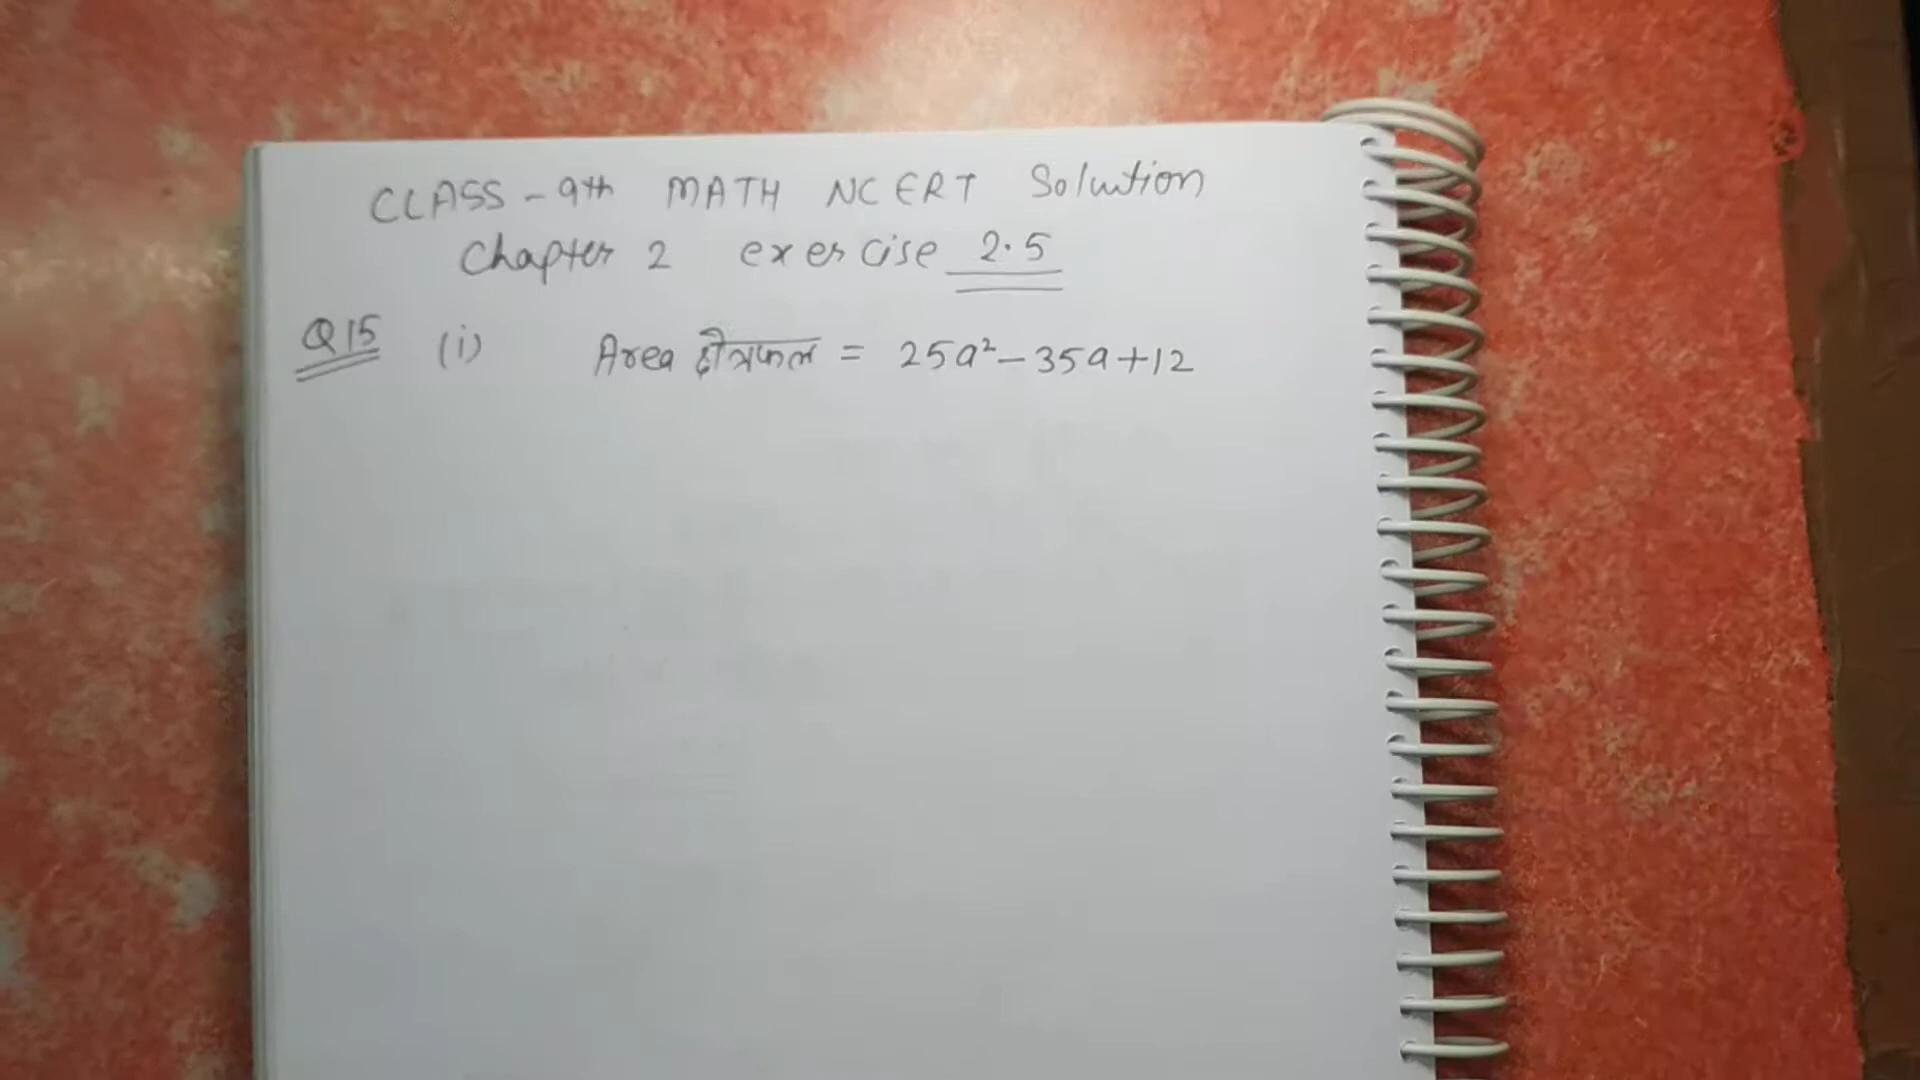 CLASS - 9th MATH NCERT Solution
Chapter 2 exercise 2.5
Q15 (i) Area क्षेत्रफल = 25a² - 35a + 12